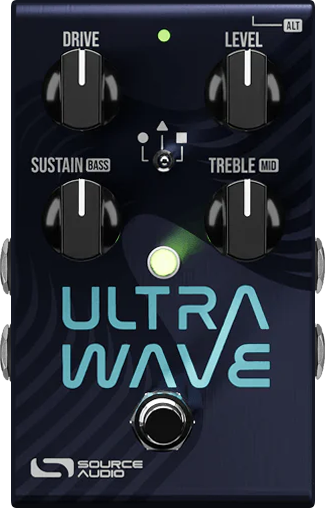 ALT
DRIVE
LEVEL
SUSTAIN BASS
TREBLE MID
ULTRA
WAVE
SOURCE
AUDIO